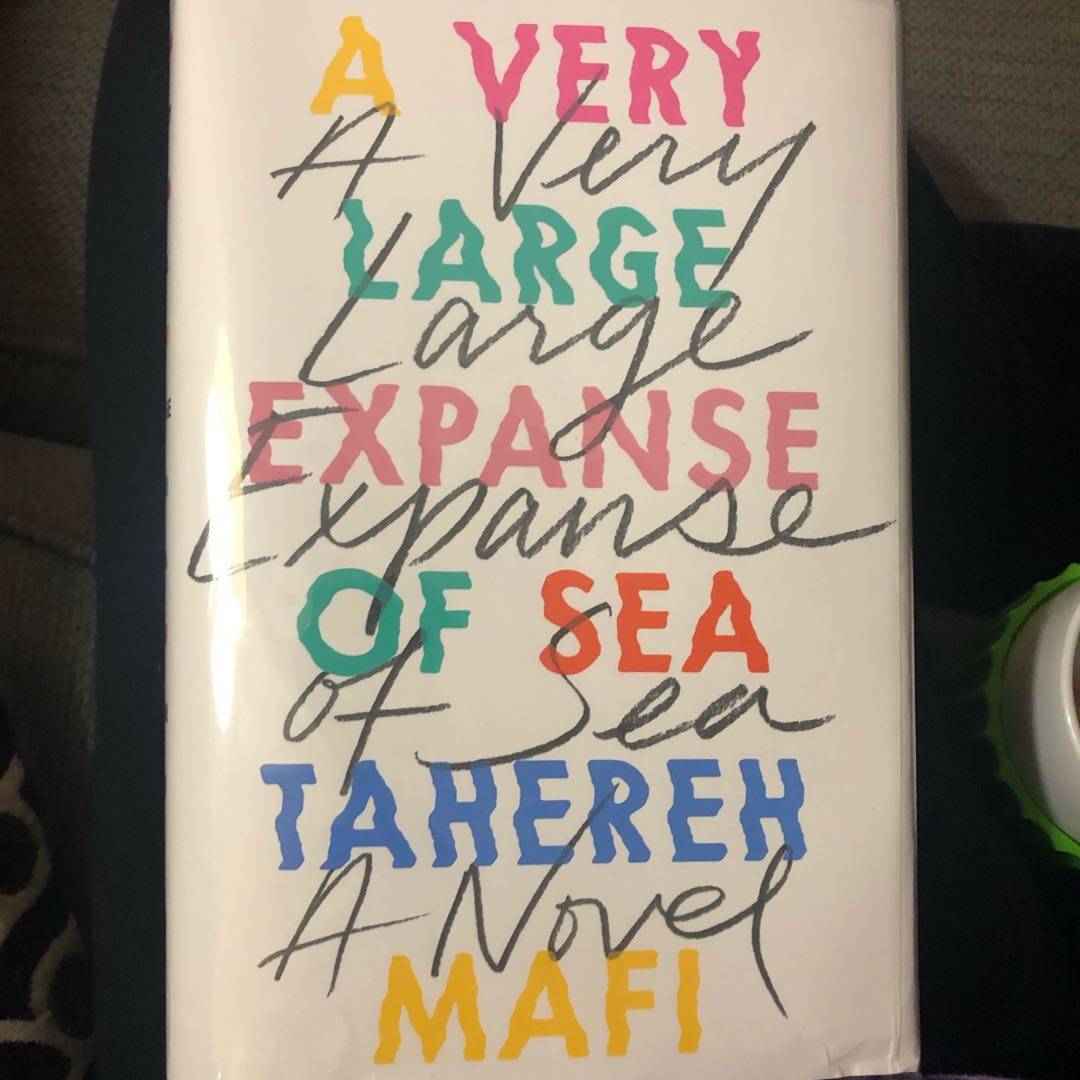 A VERY
A Very
LARGE
Large
EXPANSE
Expanse
OF SEA
of Sea
TAHEREH
A Novel
MAFI